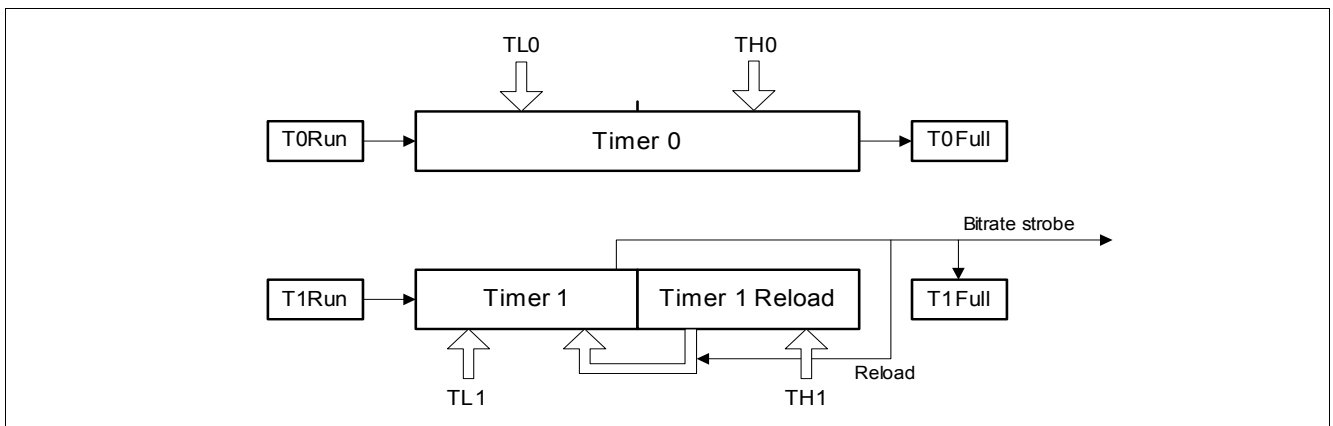 TL0 TH0
T0Run Timer 0 T0Full
Bitrate strobe
T1Run Timer 1 Timer 1 Reload T1Full
Reload
TL1 TH1